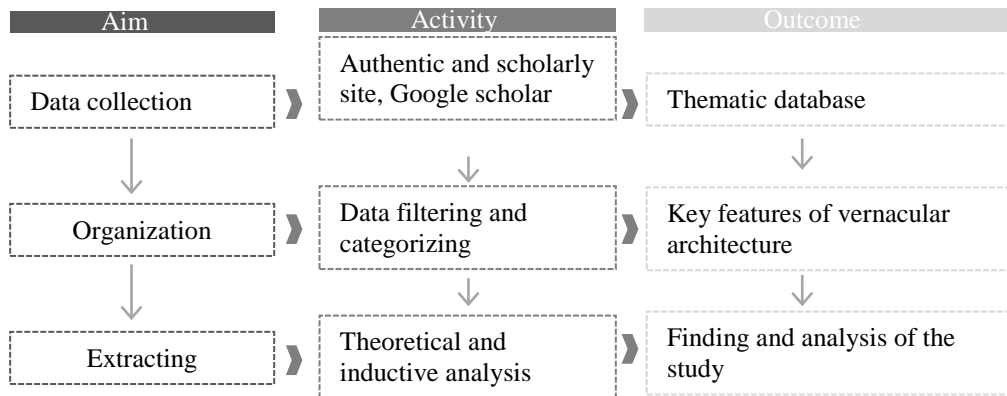 Aim
Activity
Outcome
Data collection
Authentic and scholarly
site, Google scholar
Thematic database
Organization
Data filtering and
categorizing
Key features of vernacular
architecture
Extracting
Theoretical and
inductive analysis
Finding and analysis of the
study